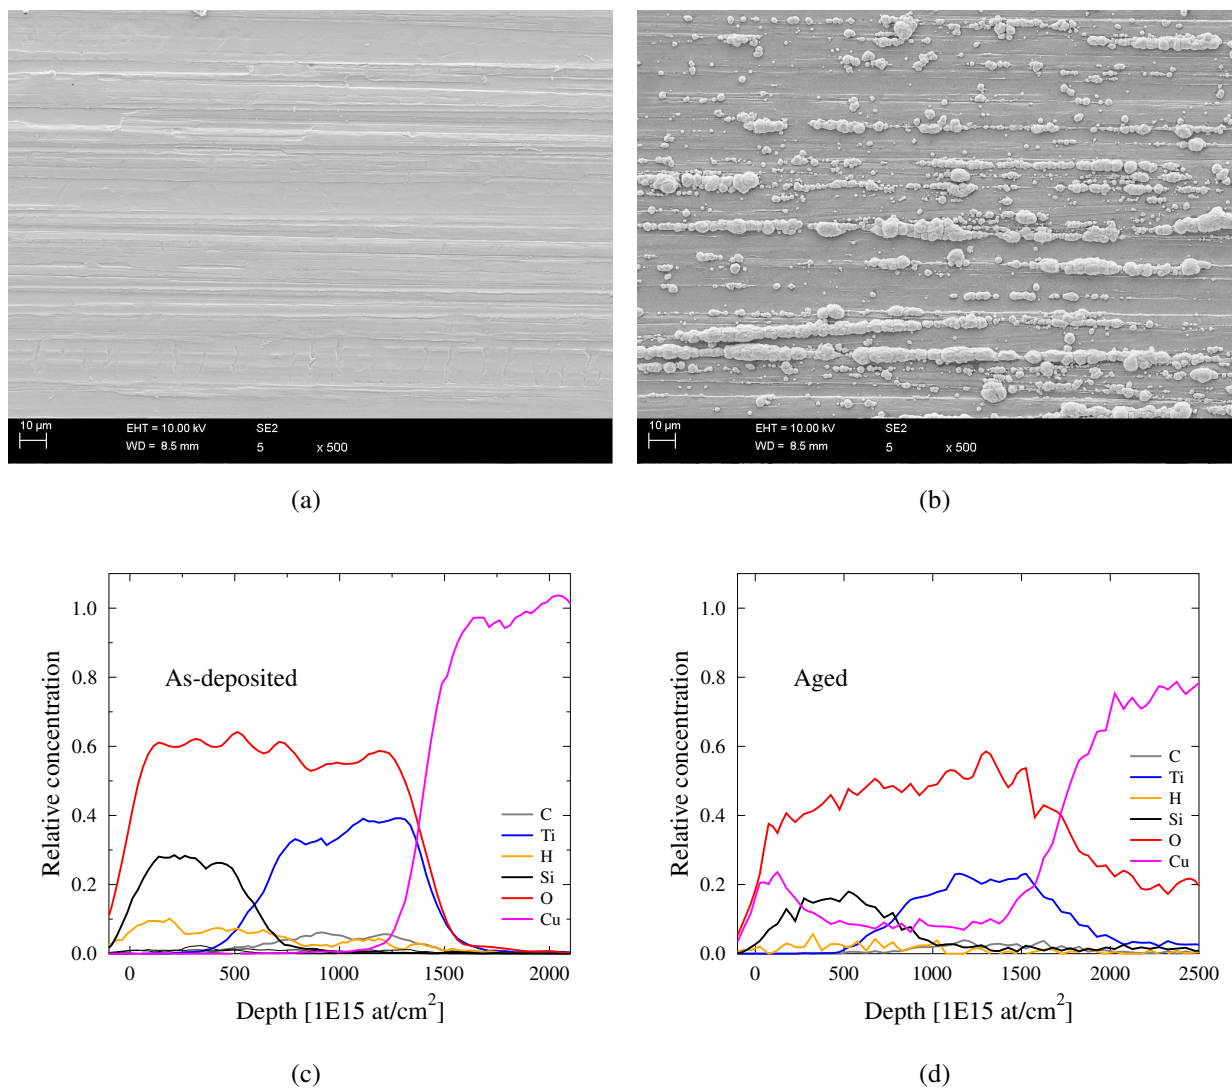 10 µm
EHT = 10.00 kV
SE2
WD = 8.5 mm
5
x 500
10 µm
EHT = 10.00 kV
SE2
WD = 8.5 mm
5
x 500
(a)
(b)
1.0
0.8
0.6
0.4
0.2
0.0
Relative concentration
As-deposited
C
Ti
H
Si
O
Cu
0
500
1000
1500
2000
Depth [1E15 at/cm²]
1.0
0.8
0.6
0.4
0.2
0.0
Relative concentration
Aged
C
Ti
H
Si
O
Cu
0
500
1000
1500
2000
2500
Depth [1E15 at/cm²]
(c)
(d)